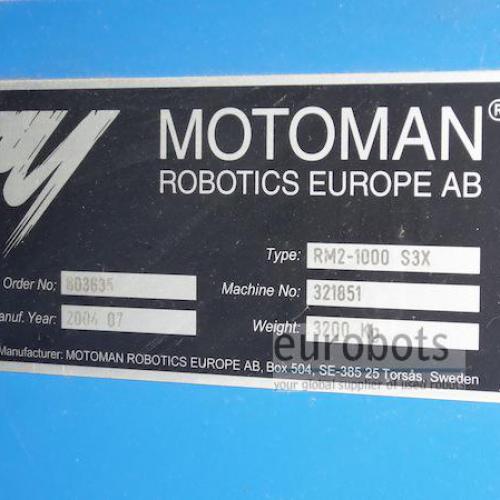 MOTOMAN®
ROBOTICS EUROPE AB
Type: RM2-1000 S3X
Order No: 803635
Machine No: 321851
anuf. Year: 2004 07
Weight: 3200 Kg
Manufacturer: MOTOMAN ROBOTICS EUROPE AB, Box 504, SE-385 25 Torsås, Sweden
eurobots
your global supplier of used robots